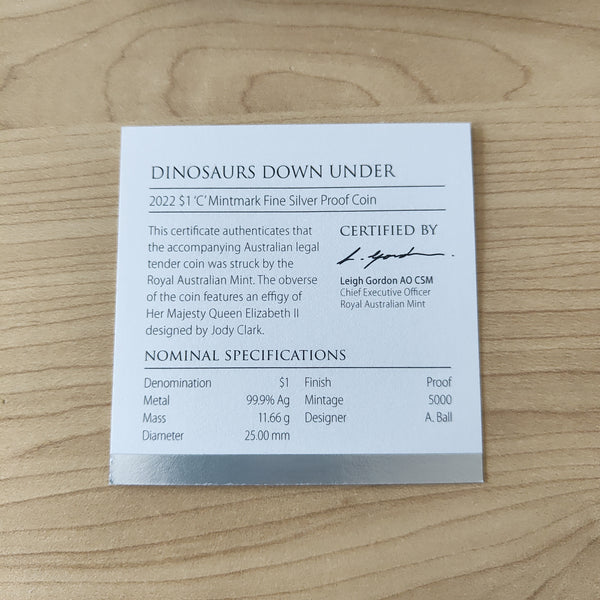 DINOSAURS DOWN UNDER
2022 $1 ‘C’ Mintmark Fine Silver Proof Coin
This certificate authenticates that
the accompanying Australian legal
tender coin was struck by the
Royal Australian Mint. The obverse
of the coin features an effigy of
Her Majesty Queen Elizabeth II
designed by Jody Clark.
CERTIFIED BY
L. Gordon.
Leigh Gordon AO CSM
Chief Executive Officer
Royal Australian Mint
NOMINAL SPECIFICATIONS
Denomination $1 Finish Proof
Metal 99.9% Ag Mintage 5000
Mass 11.66 g Designer A. Ball
Diameter 25.00 mm